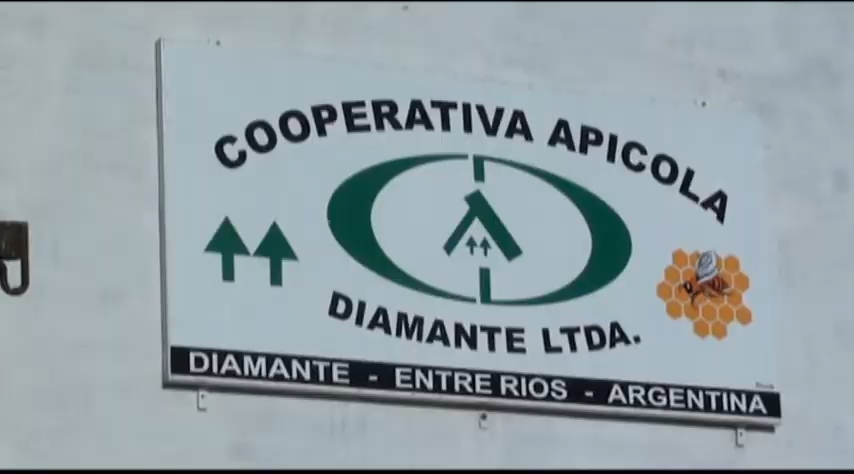 COOPERATIVA APICOLA
DIAMANTE LTDA.
DIAMANTE - ENTRE RIOS - ARGENTINA